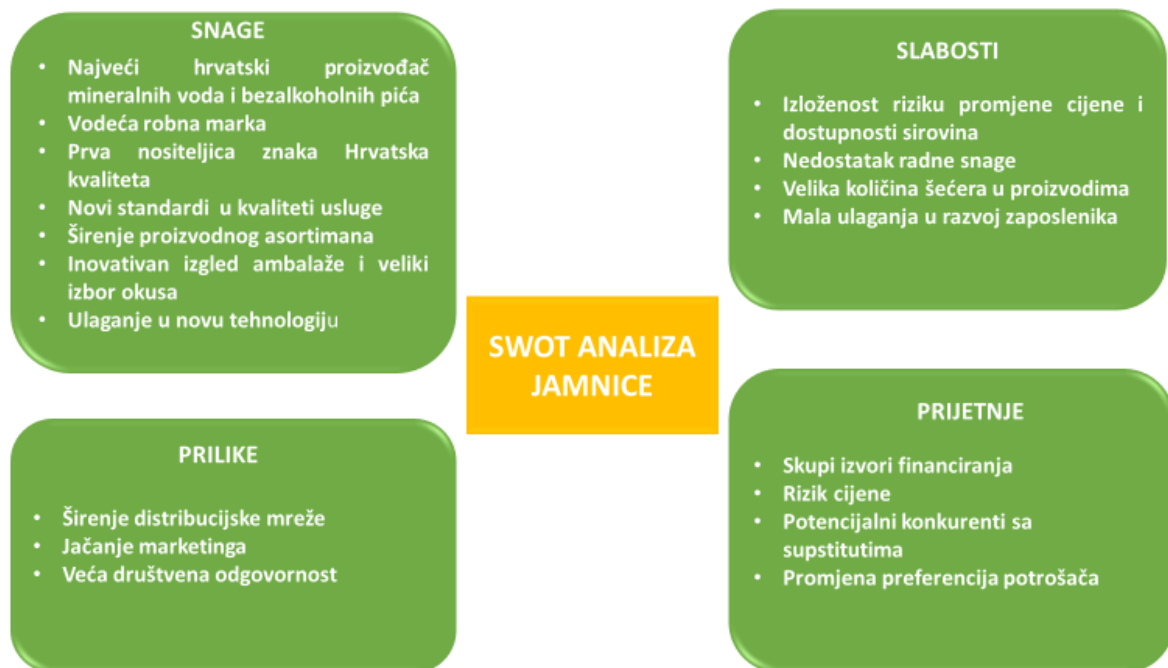 SNAGE
• Najveći hrvatski proizvođač
mineralnih voda i bezalkoholnih pića
• Vodeća robna marka
• Prva nositeljica znaka Hrvatska
kvaliteta
• Novi standardi u kvaliteti usluge
• Širenje proizvodnog asortimana
• Inovativan izgled ambalaže i veliki
izbor okusa
• Ulaganje u novu tehnologiju
SLABOSTI
• Izloženost riziku promjene cijene i
dostupnosti sirovina
• Nedostatak radne snage
• Velika količina šećera u proizvodima
• Mala ulaganja u razvoj zaposlenika
SWOT ANALIZA
JAMNICE
PRILIKE
• Širenje distribucijske mreže
• Jačanje marketinga
• Veća društvena odgovornost
PRIJETNJE
• Skupi izvori financiranja
• Rizik cijene
• Potencijalni konkurenti sa
supstitutima
• Promjena preferencija potrošača